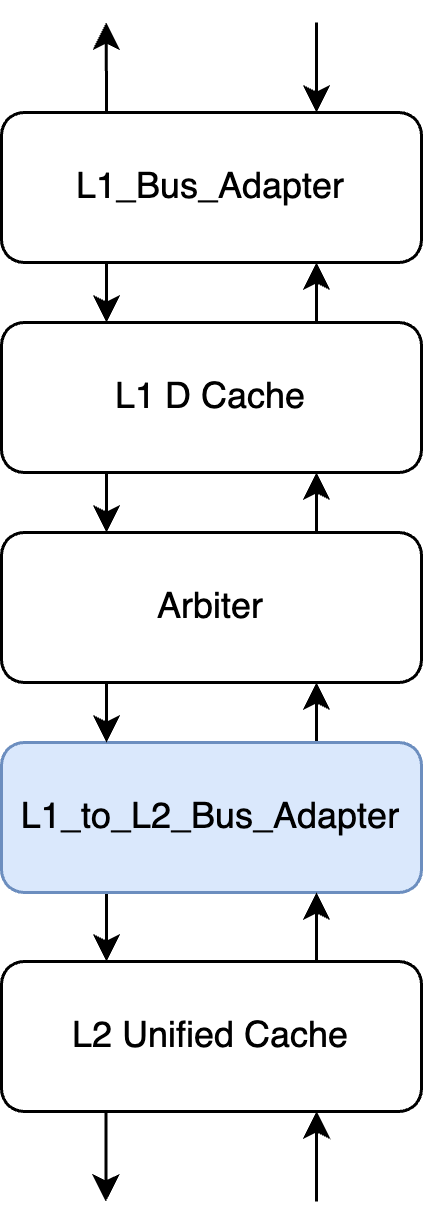 L1_Bus_Adapter
L1 D Cache
Arbiter
L1_to_L2_Bus_Adapter
L2 Unified Cache